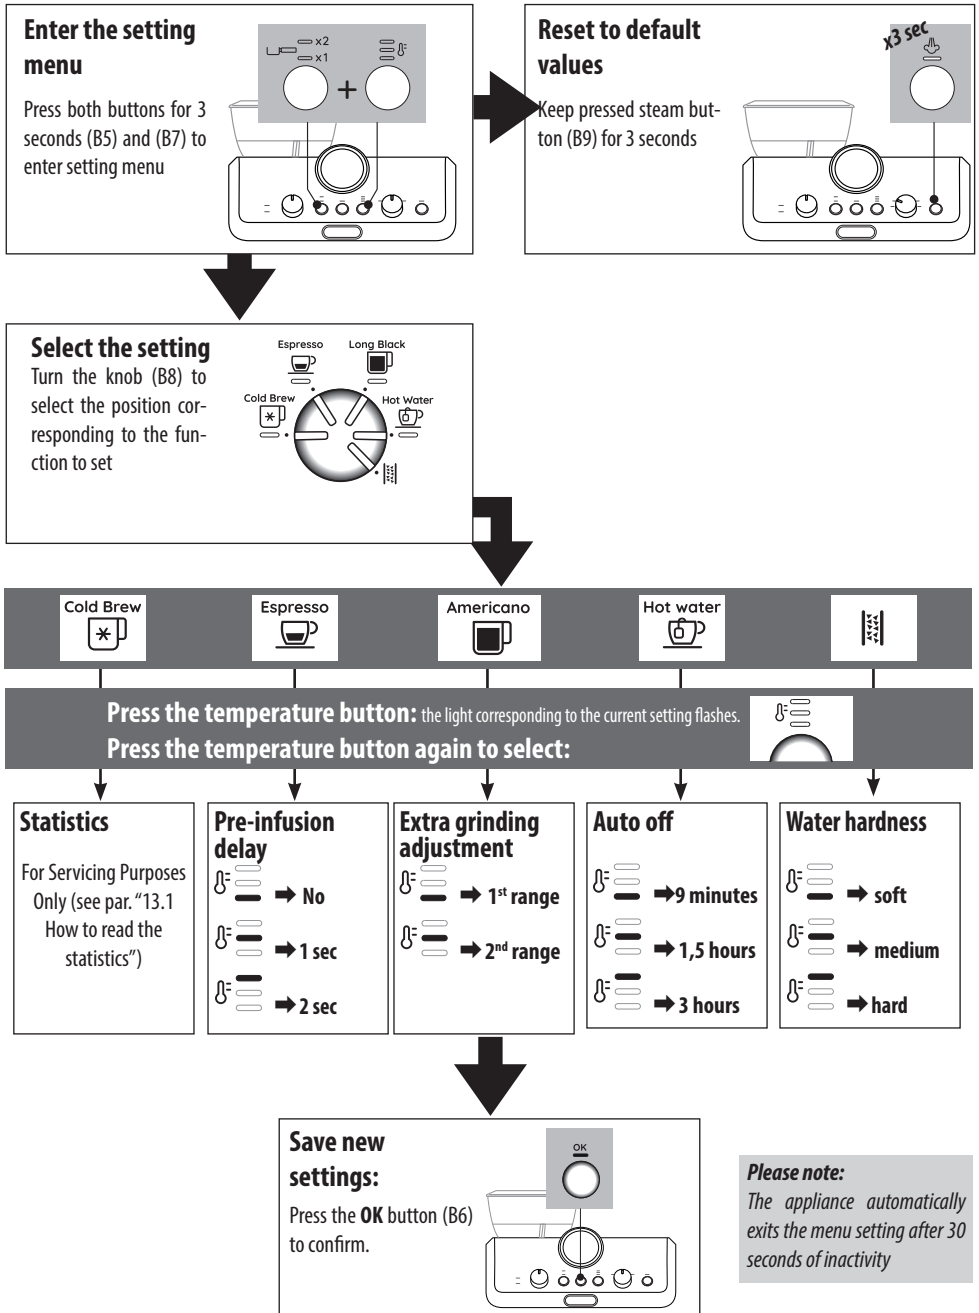 Enter the setting
menu
Press both buttons for 3
seconds (B5) and (B7) to
enter setting menu
x2
x1
+
Reset to default
values
Keep pressed steam but-
ton (B9) for 3 seconds
x3 sec
Select the setting
Turn the knob (B8) to
select the position cor-
responding to the fun-
ction to set
Espresso
Long Black
Cold Brew
Hot Water
Cold Brew
Espresso
Americano
Hot water
Press the temperature button: the light corresponding to the current setting flashes.
Press the temperature button again to select:
Statistics
For Servicing Purposes
Only (see par. “13.1
How to read the
statistics”)
Pre-infusion
delay
No
1 sec
2 sec
Extra grinding
adjustment
1st range
2nd range
Auto off
9 minutes
1,5 hours
3 hours
Water hardness
soft
medium
hard
Save new
settings:
Press the OK button (B6)
to confirm.
OK
Please note:
The appliance automatically
exits the menu setting after 30
seconds of inactivity